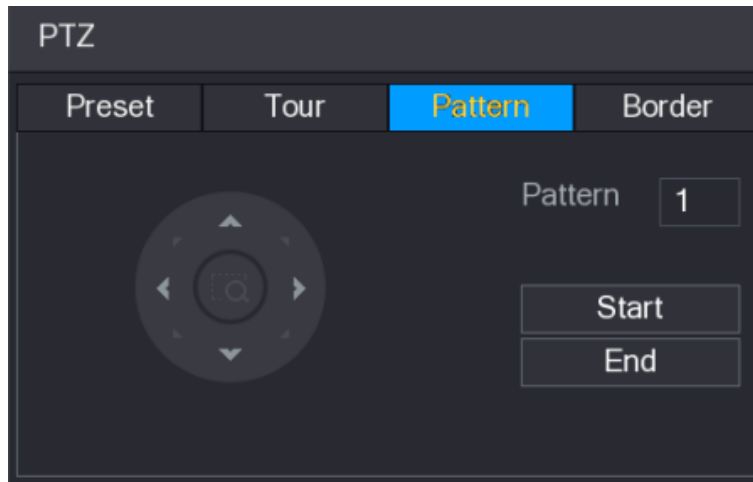 PTZ
Preset Tour Pattern Border
Pattern 1
Start
End